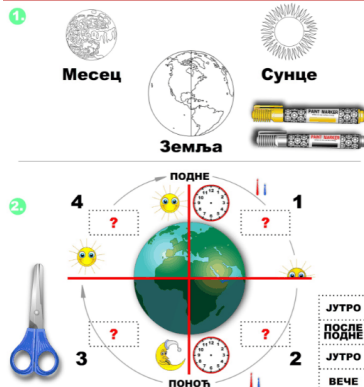 1.
Месец
Сунце
Земља
2.
ПОДНЕ
4
1
?
?
?
?
3
2
ПОНОЋ
ЈУТРО
ПОСЛЕ
ПОДНЕ
ЈУТРО
ВЕЧЕ